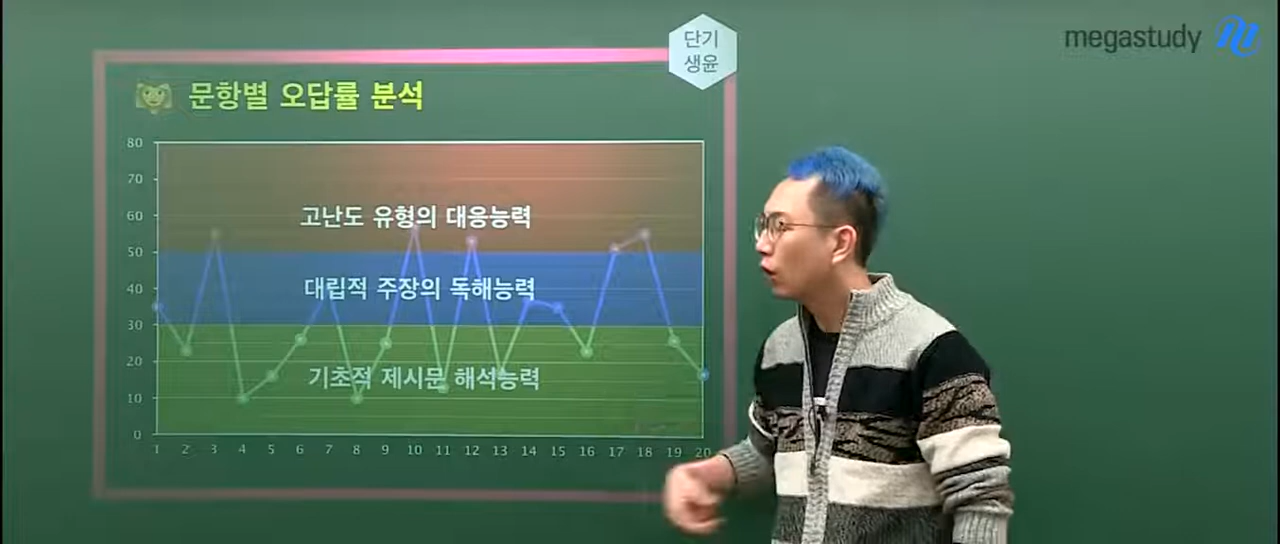 단기
생윤
megastudy
문항별 오답률 분석
80
70
60
50
40
30
20
10
0
고난도 유형의 대응능력
대립적 주장의 독해능력
기초적 제시문 해석능력
1 2 3 4 5 6 7 8 9 10 11 12 13 14 15 16 17 18 19 20